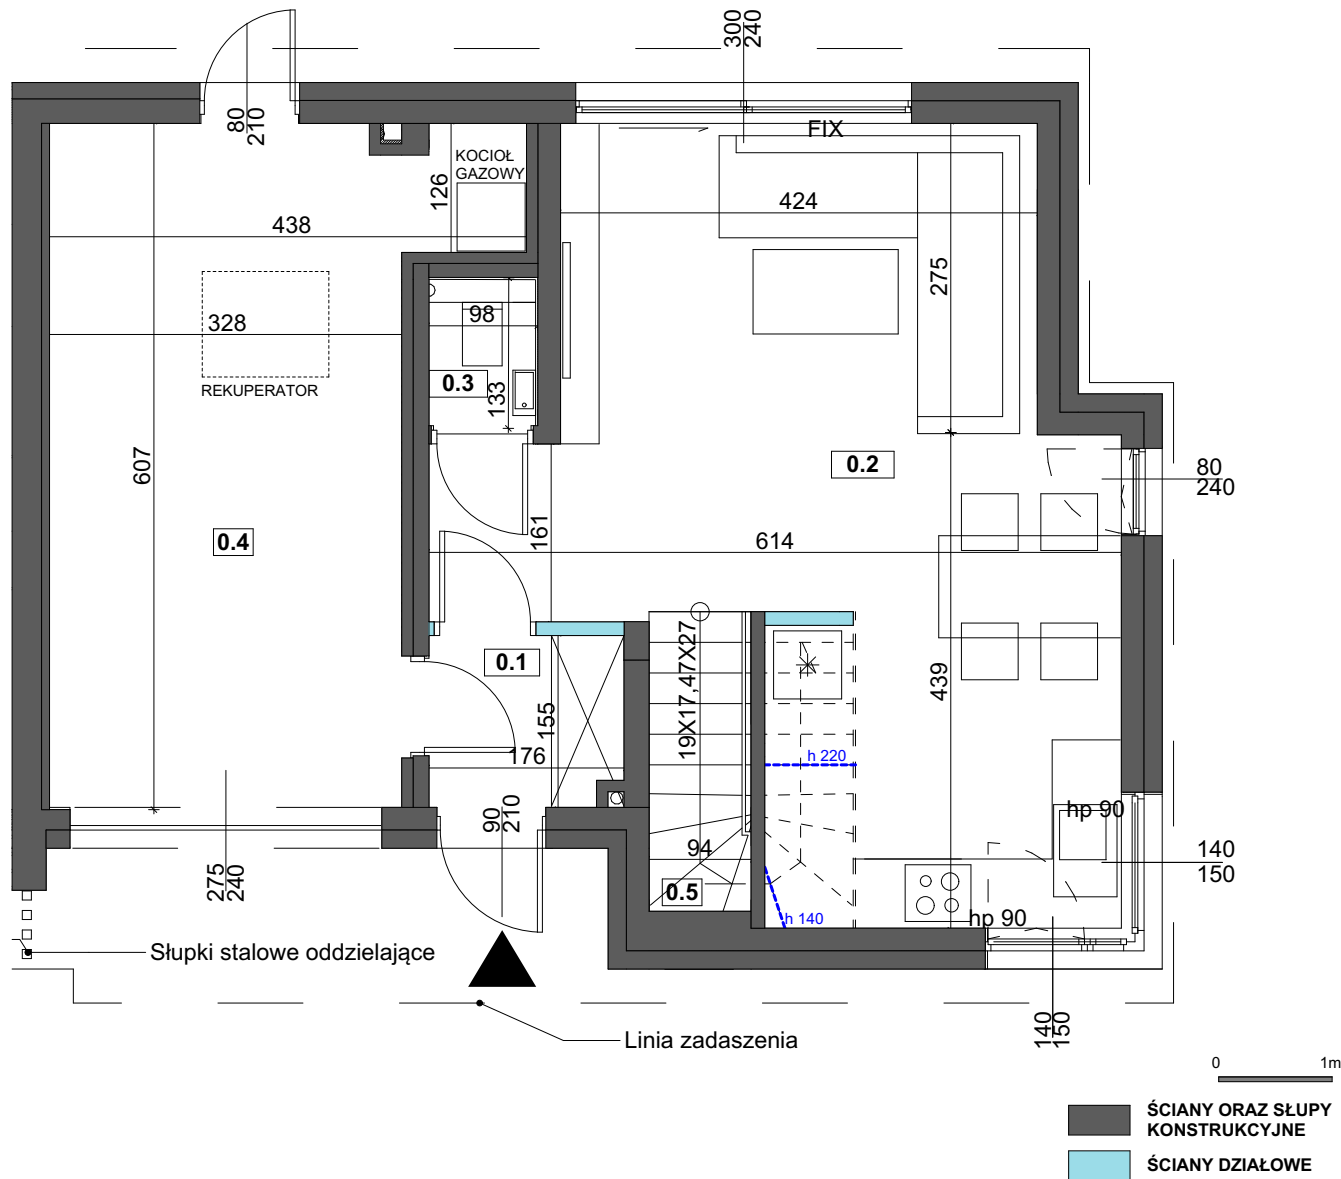 300
240
80
210
FIX
KOCIOŁ
GAZOWY
126
438
424
275
328
98
REKUPERATOR
0.3
133
607
0.2
80
240
0.4
161
614
19X17,47X27
0.1
439
155
176
h 220
hp 90
90
210
94
140
150
275
240
0.5
h 140
hp 90
Słupki stalowe oddzielające
140
150
Linia zadaszenia
0
1m
ŚCIANY ORAZ SŁUPY
KONSTRUKCYJNE
ŚCIANY DZIAŁOWE